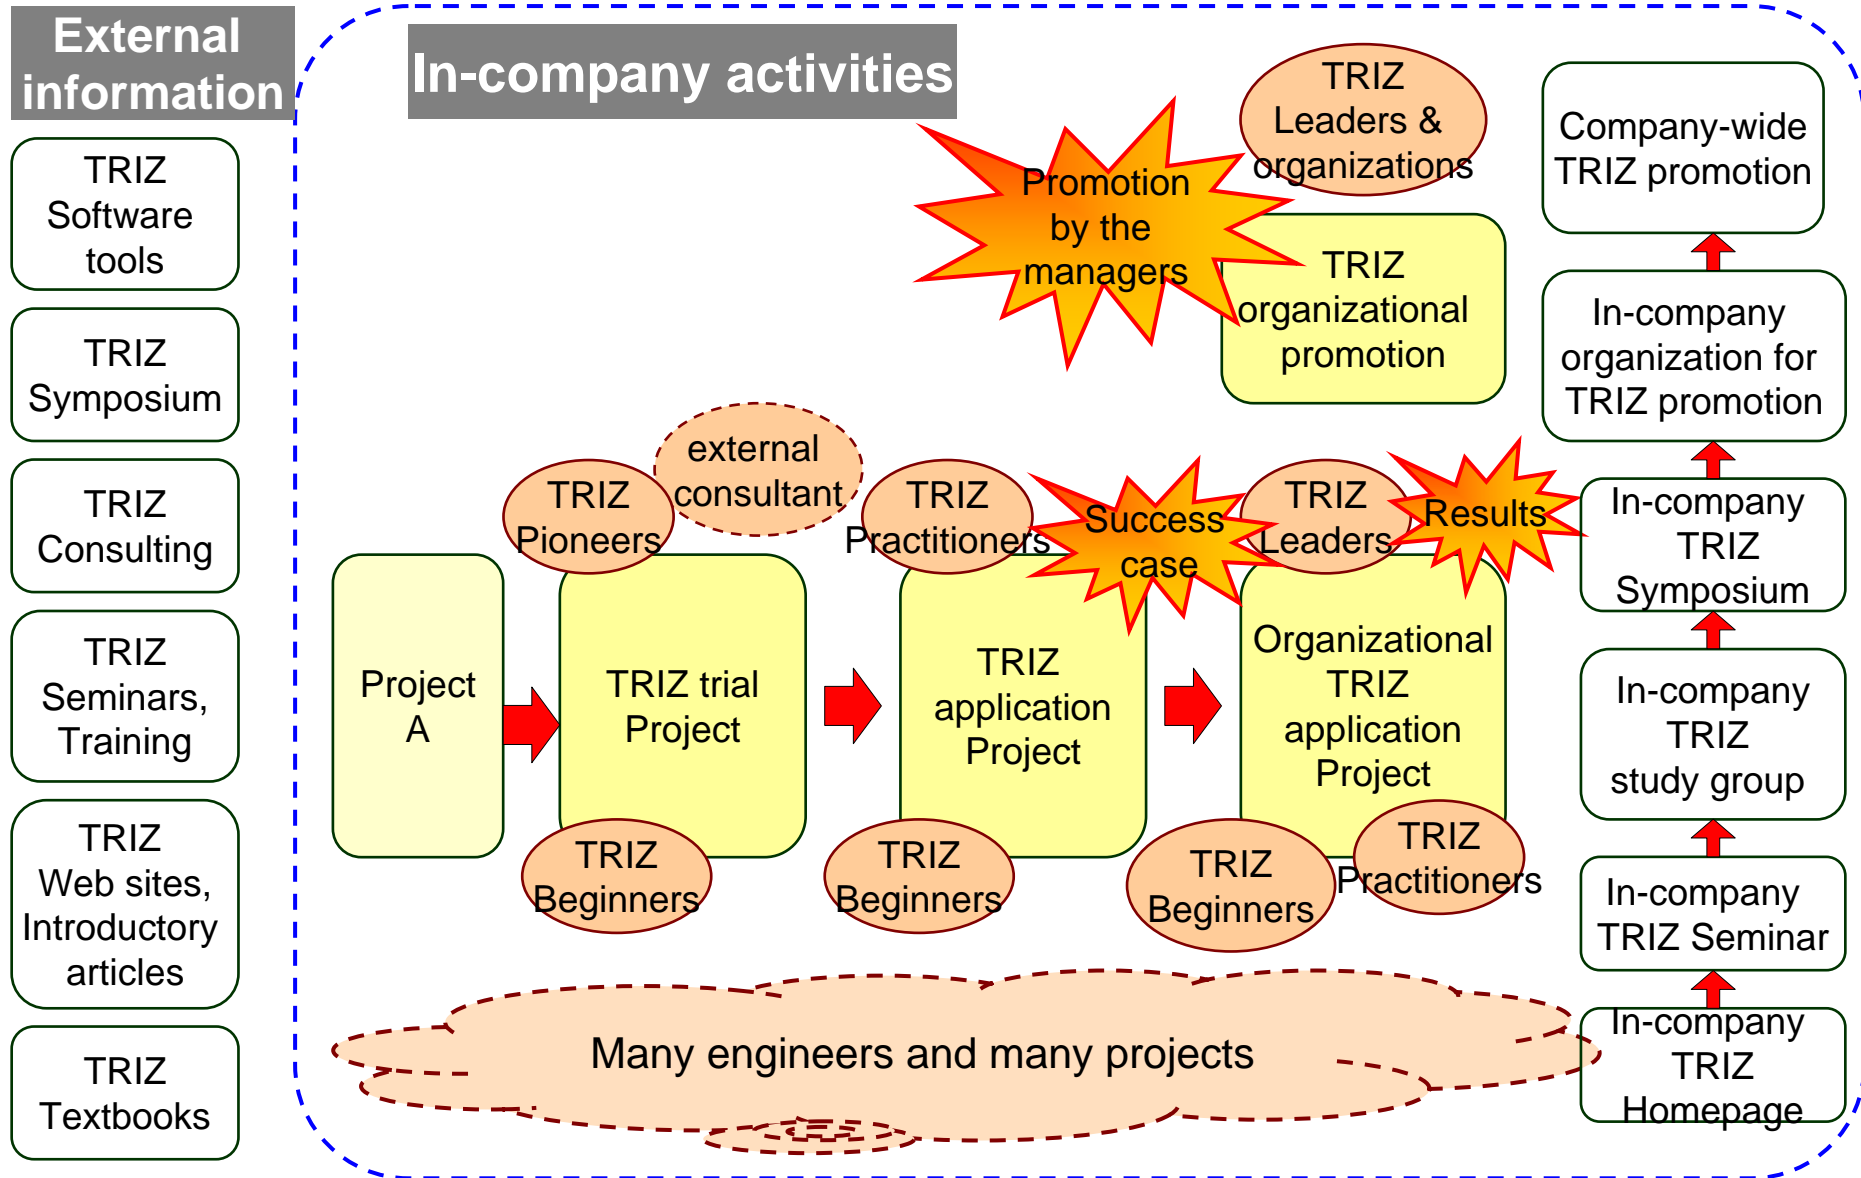 External
information
TRIZ
Software
tools
TRIZ
Symposium
TRIZ
Consulting
TRIZ
Seminars,
Training
TRIZ
Web sites,
Introductory
articles
TRIZ
Textbooks
In-company activities
Promotion
by the
managers
TRIZ
Leaders &
organizations
TRIZ
organizational
promotion
external
consultant
TRIZ
Pioneers
TRIZ
Practitioners
Success
case
TRIZ
Leaders
Results
Project
A
TRIZ trial
Project
TRIZ
application
Project
Organizational
TRIZ
application
Project
TRIZ
Beginners
TRIZ
Beginners
TRIZ
Beginners
TRIZ
Practitioners
Many engineers and many projects
Company-wide
TRIZ promotion
In-company
organization for
TRIZ promotion
In-company
TRIZ
Symposium
In-company
TRIZ
study group
In-company
TRIZ Seminar
In-company
TRIZ
Homepage